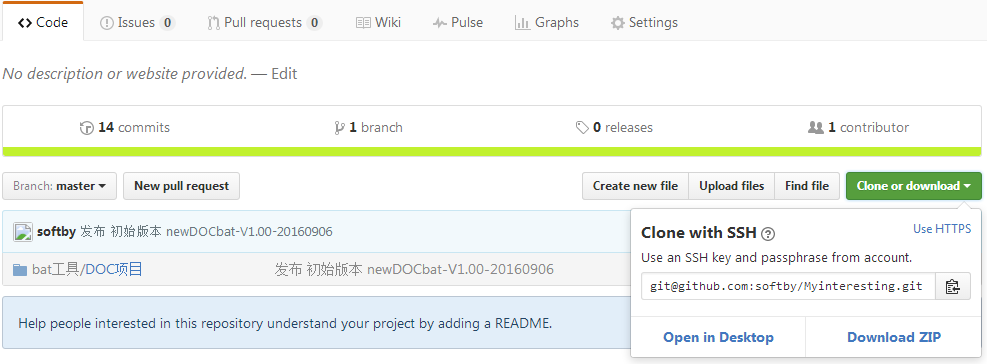 Code Issues 0 Pull requests 0 Wiki Pulse Graphs Settings
No description or website provided. — Edit
14 commits 1 branch 0 releases 1 contributor
Branch: master New pull request Create new file Upload files Find file Clone or download
softby 发布 初始版本 newDOCbat-V1.00-20160906
bat工具/DOC项目 发布 初始版本 newDOCbat-V1.00-20160906
Help people interested in this repository understand your project by adding a README.
Clone with SSH ? Use HTTPS
Use an SSH key and passphrase from account.
git@github.com:softby/Myinteresting.git
Open in Desktop Download ZIP